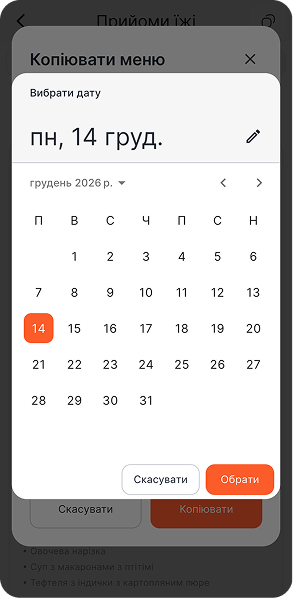 Прийоми їжі
Копіювати меню
Вибрати дату
пн, 14 груд.
грудень 2026 р.
П В С Ч П С Н
1 2 3 4 5 6
7 8 9 10 11 12 13
14 15 16 17 18 19 20
21 22 23 24 25 26 27
28 29 30 31
Скасувати Обрати
Скасувати Копіювати
• Овочева нарізка
• Суп з макаронами з птітімі
• Тефтеля з індички з картопляним пюре